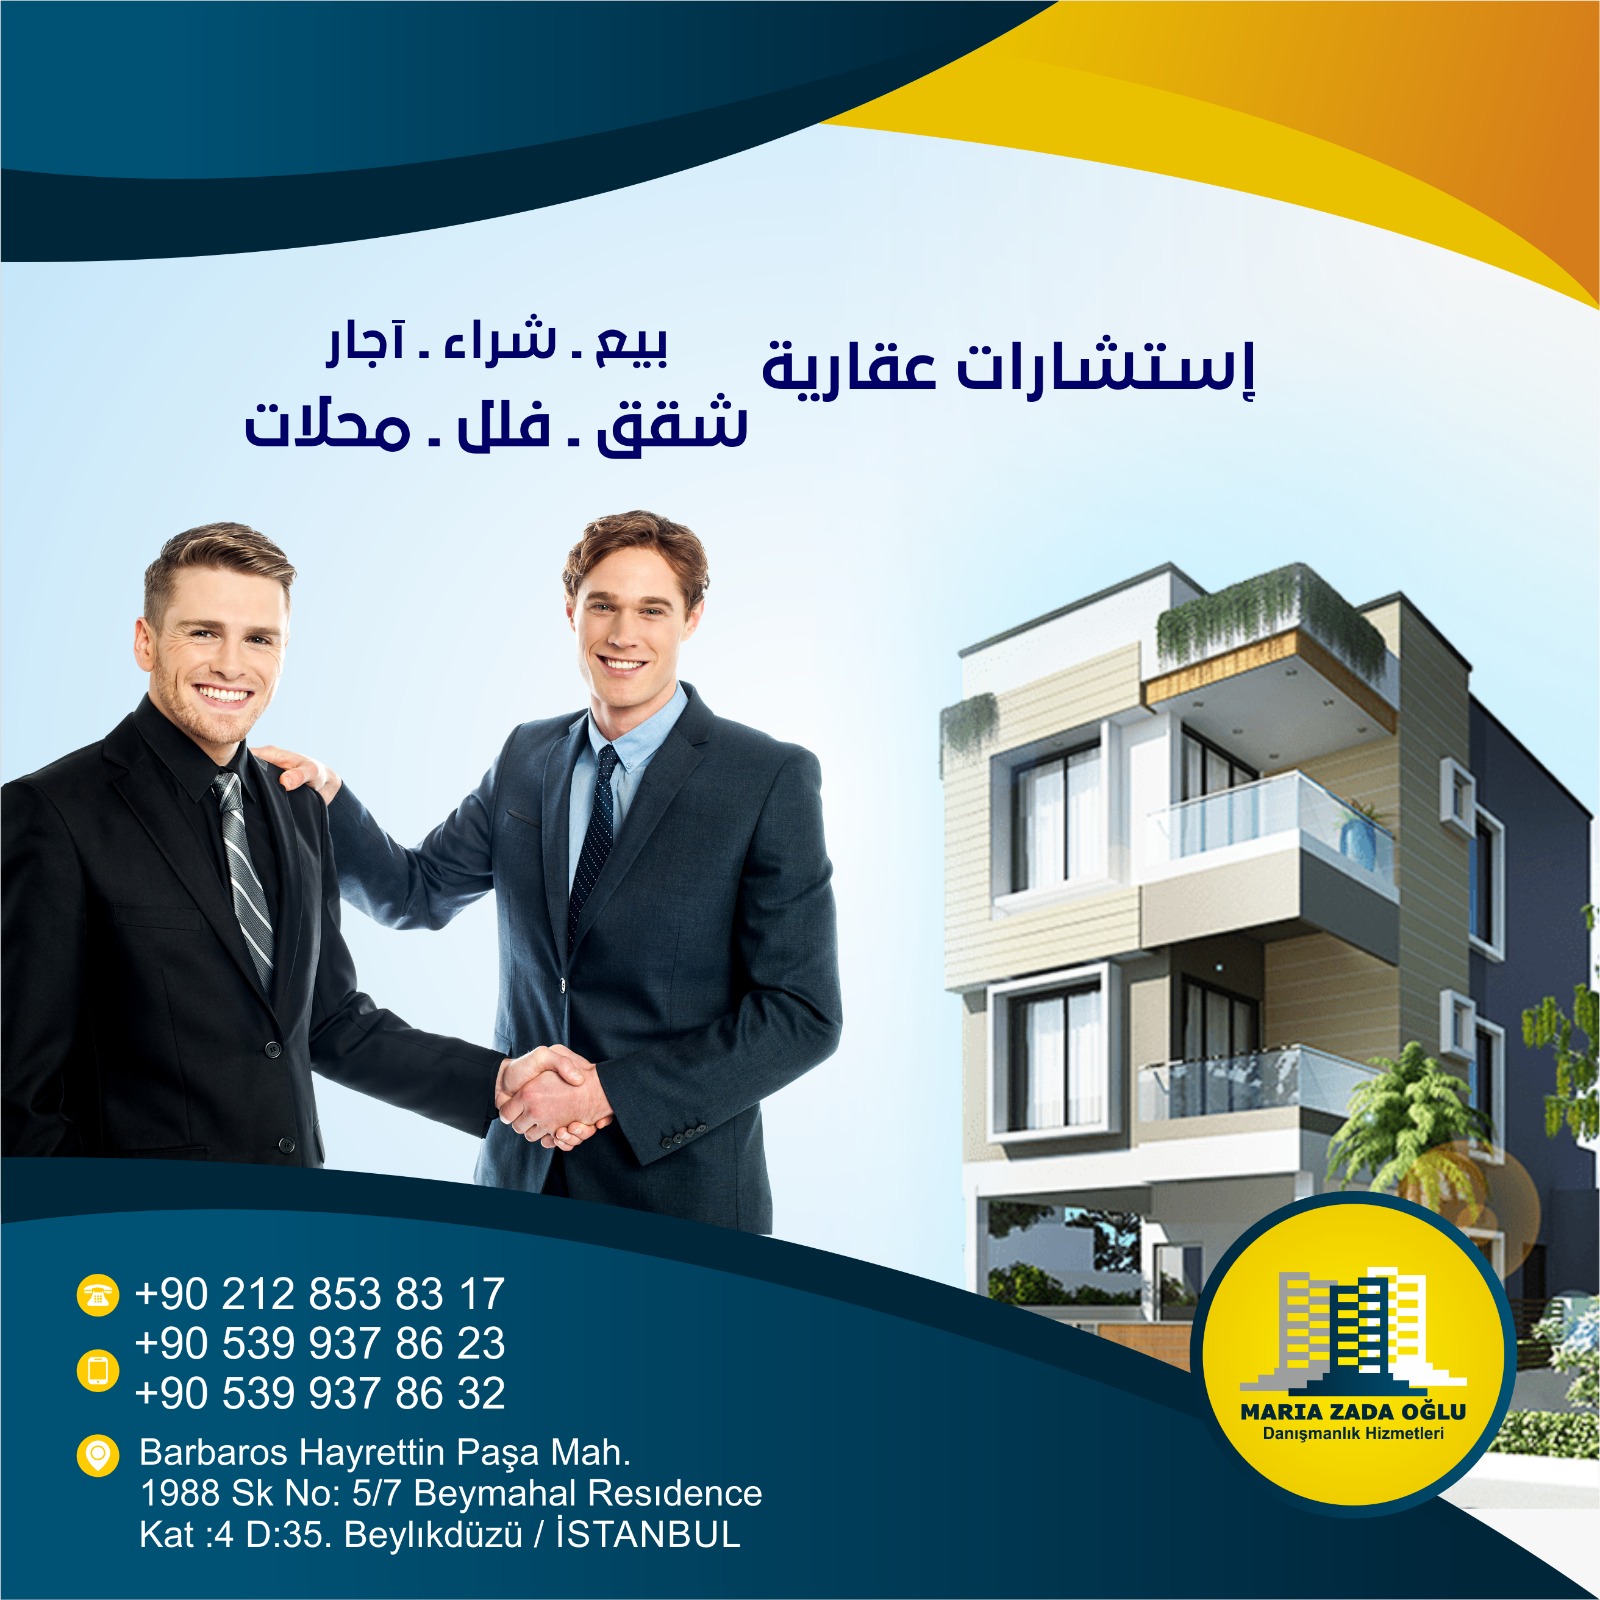 إستشارات عقارية
بيع . شراء . آجار
شقق . فلل . محلات
+90 212 853 83 17
+90 539 937 86 23
+90 539 937 86 32
Barbaros Hayrettin Paşa Mah.
1988 Sk No: 5/7 Beymahal Resıdence
Kat :4 D:35. Beylıkdüzü / İSTANBUL
MARIA ZADA OĞLU
Danışmanlık Hizmetleri